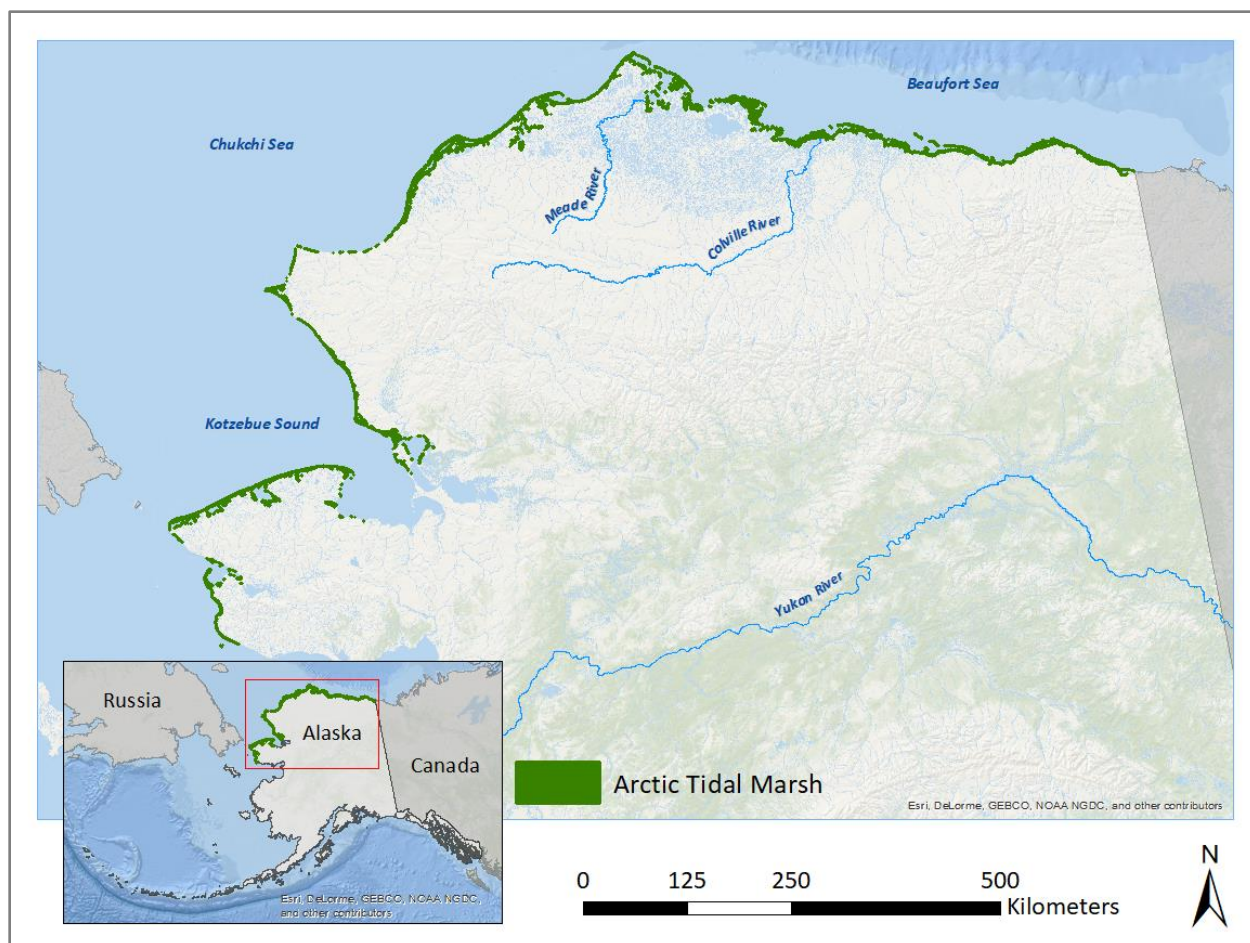 Beaufort Sea
Chukchi Sea
Meade River
Colville River
Kotzebue Sound
Yukon River
Russia
Alaska
Canada
Esri, DeLorme, GEBCO, NOAA NGDC,
and other contributors
Arctic Tidal Marsh
Esri, DeLorme, GEBCO, NOAA NGDC, and other contributors
0 125 250 500
Kilometers
N